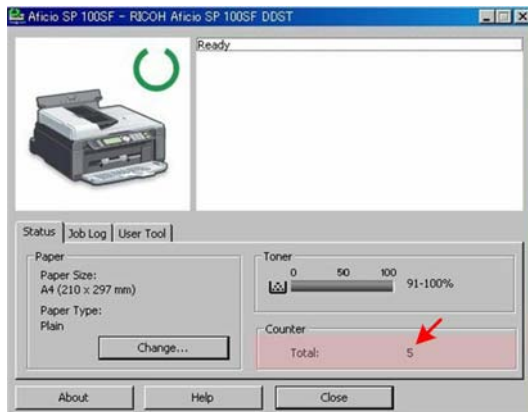 Aficio SP 100SF - RICOH Aficio SP 100SF DDST
Ready
Status Job Log User Tool
Paper
Paper Size:
A4 (210 x 297 mm)
Paper Type:
Plain
Change...
Toner
0 50 100
91-100%
Counter
Total: 5
About Help Close